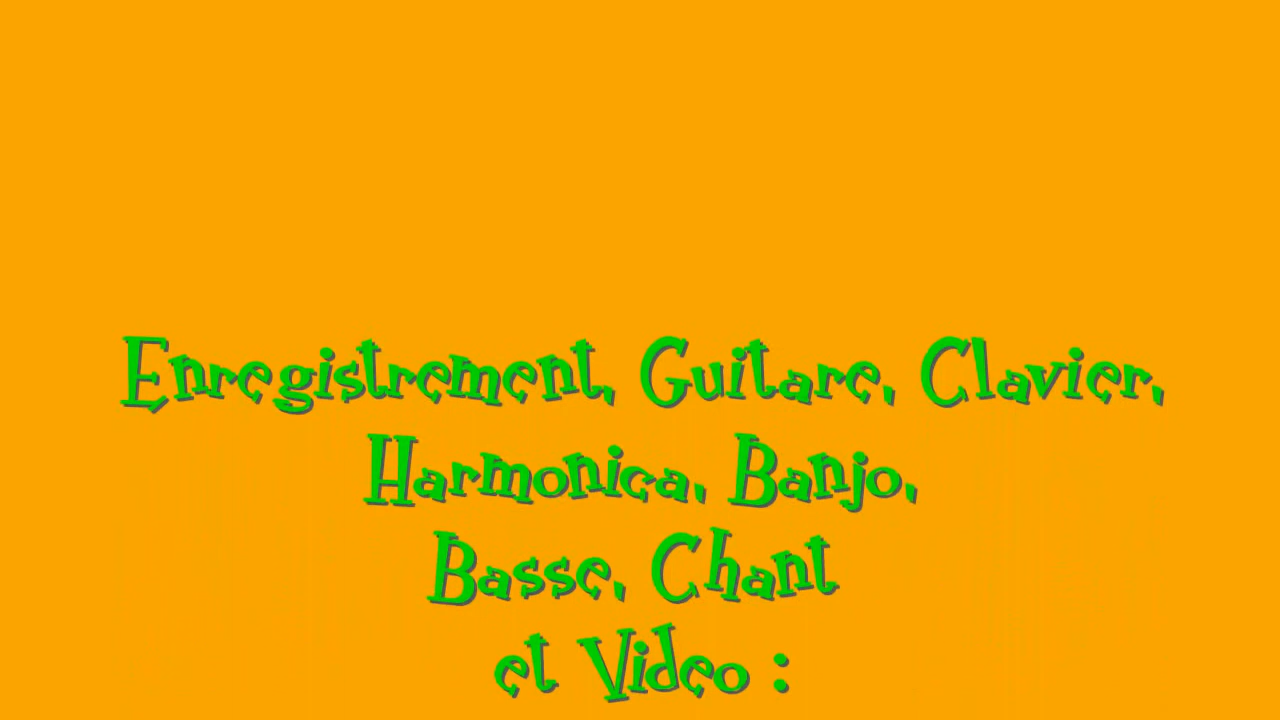 Enregistrement, Guitare, Clavier,
Harmonica, Banjo,
Basse, Chant
et Video :